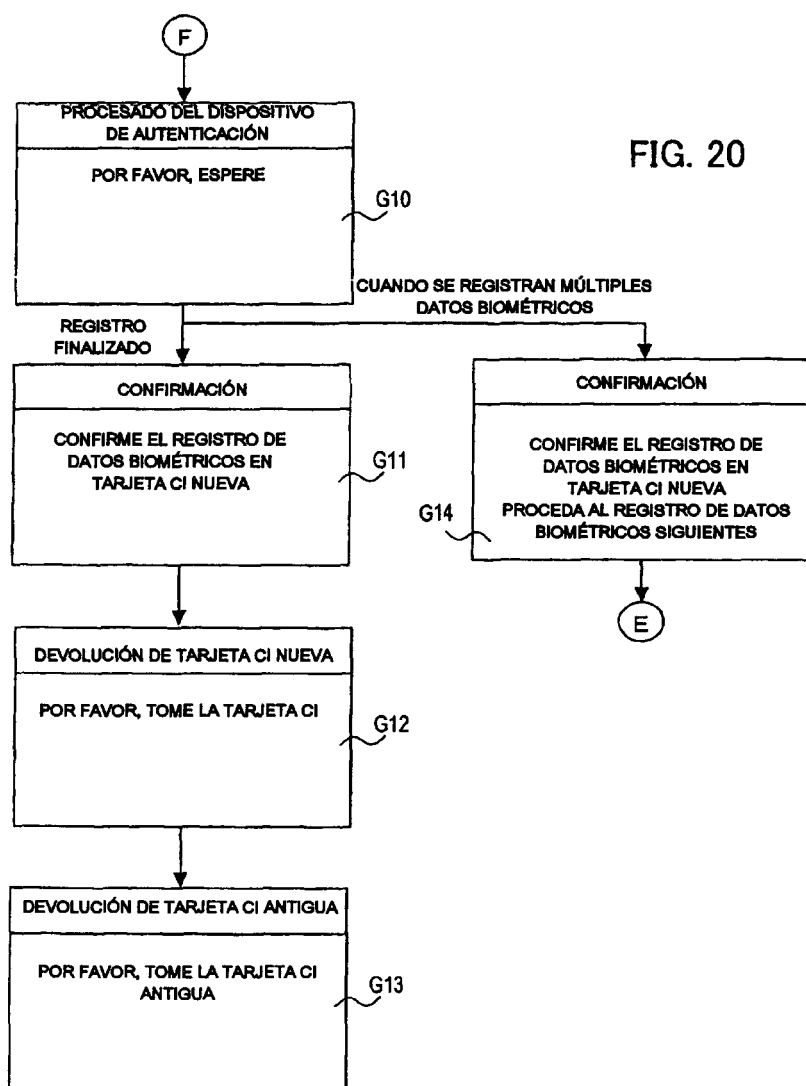 F
PROCESADO DEL DISPOSITIVO
DE AUTENTICACIÓN
POR FAVOR, ESPERE
G10
FIG. 20
CUANDO SE REGISTRAN MÚLTIPLES
DATOS BIOMÉTRICOS
REGISTRO
FINALIZADO
CONFIRMACIÓN
CONFIRME EL REGISTRO DE
DATOS BIOMÉTRICOS EN
TARJETA CI NUEVA
G11
CONFIRMACIÓN
CONFIRME EL REGISTRO DE
DATOS BIOMÉTRICOS EN
TARJETA CI NUEVA
PROCEDA AL REGISTRO DE DATOS
BIOMÉTRICOS SIGUIENTES
G14
E
DEVOLUCIÓN DE TARJETA CI NUEVA
POR FAVOR, TOME LA TARJETA CI
G12
DEVOLUCIÓN DE TARJETA CI ANTIGUA
POR FAVOR, TOME LA TARJETA CI
ANTIGUA
G13